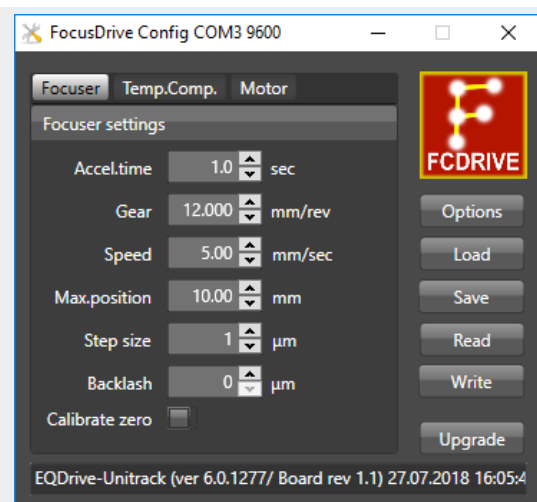 FocusDrive Config COM3 9600
Focuser Temp.Comp. Motor
Focuser settings
FCDRIVE
Accel.time 1.0 sec
Gear 12.000 mm/rev
Options
Speed 5.00 mm/sec
Load
Max.position 10.00 mm
Save
Step size 1 µm
Read
Backlash 0 µm
Write
Calibrate zero
Upgrade
EQDrive-Unitrack (ver 6.0.1277/ Board rev 1.1) 27.07.2018 16:05:4